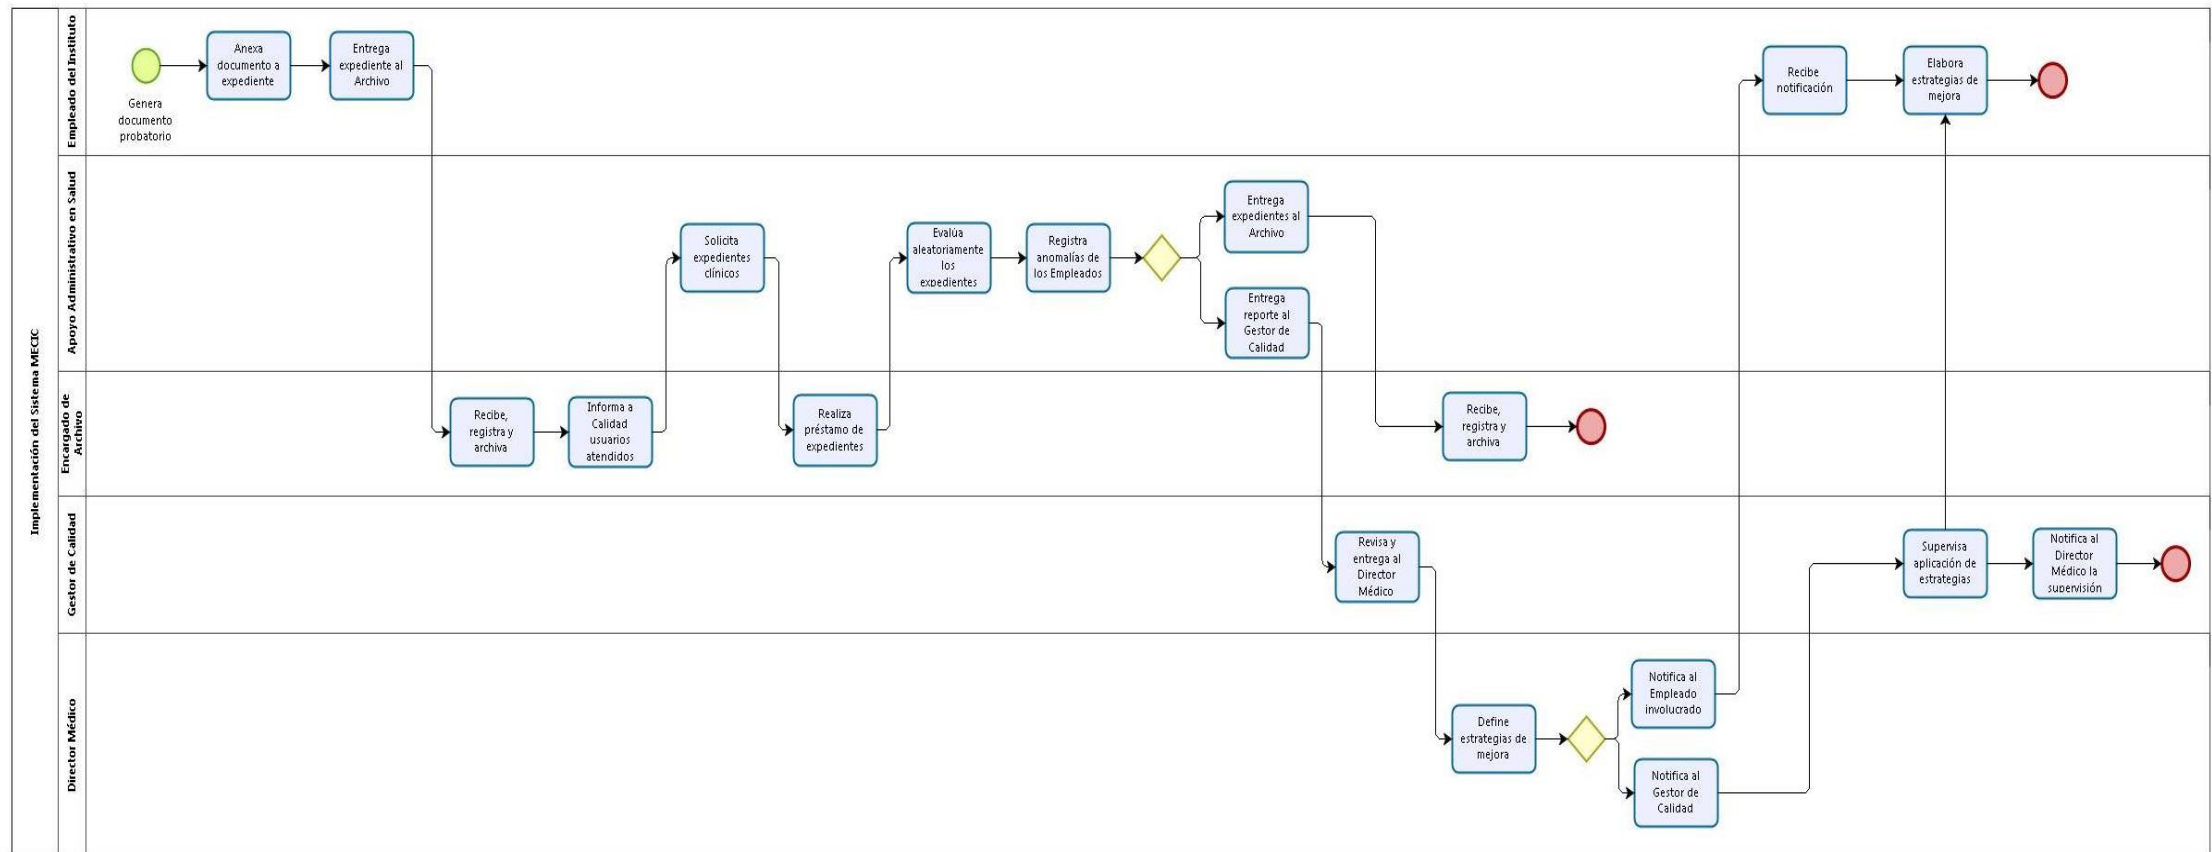 Implementación del Sistema MECIC
Empleado del Instituto
Genera
documento
probatorio
Anexa
documento a
expediente
Entrega
expediente al
Archivo
Recibe
notificación
Elabora
estrategias de
mejora
Apoyo Administrativo en Salud
Solicita
expedientes
clínicos
Evalúa
aleatoriamente
los
expedientes
Registra
anomalías de
los Empleados
Entrega
expedientes al
Archivo
Entrega
reporte al
Gestor de
Calidad
Encargado de
Archivo
Recibe,
registra y
archiva
Informa a
Calidad
usuarios
atendidos
Realiza
préstamo de
expedientes
Recibe,
registra y
archiva
Gestor de Calidad
Revisa y
entrega al
Director
Médico
Supervisa
aplicación de
estrategias
Notifica al
Director
Médico la
supervisión
Director Médico
Define
estrategias de
mejora
Notifica al
Empleado
involucrado
Notifica al
Gestor de
Calidad